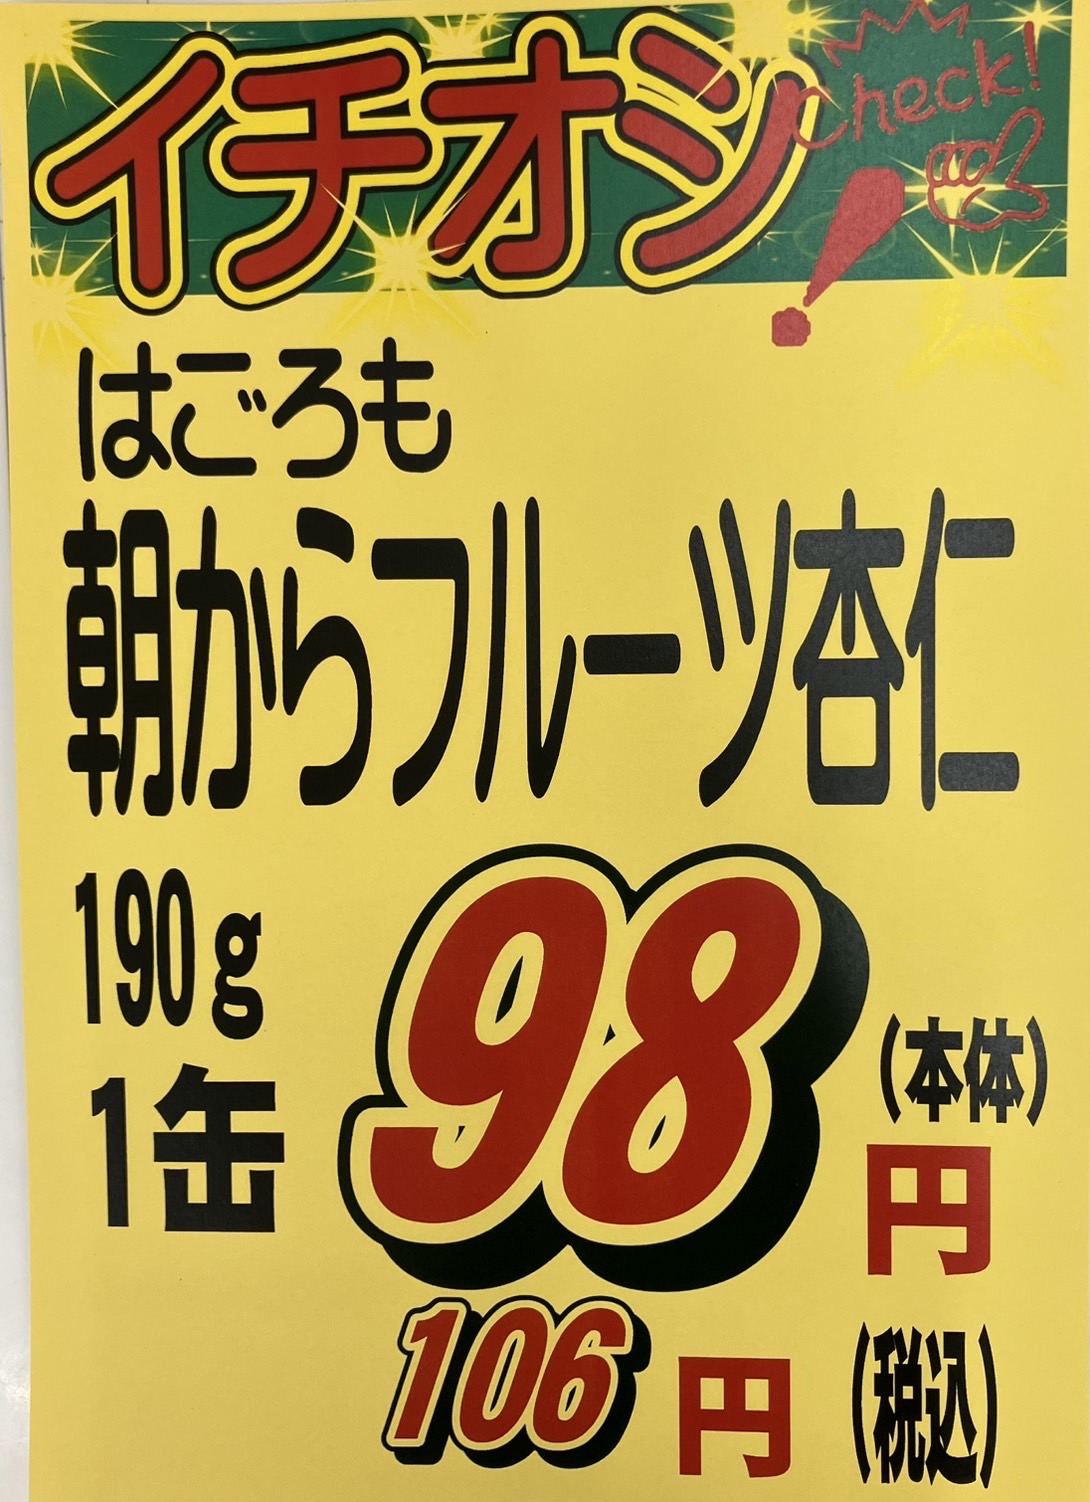 イチオシ!
Check!
はごろも
朝からフルーツ杏仁
190g
1缶
98
(本体)
円
106円(税込)